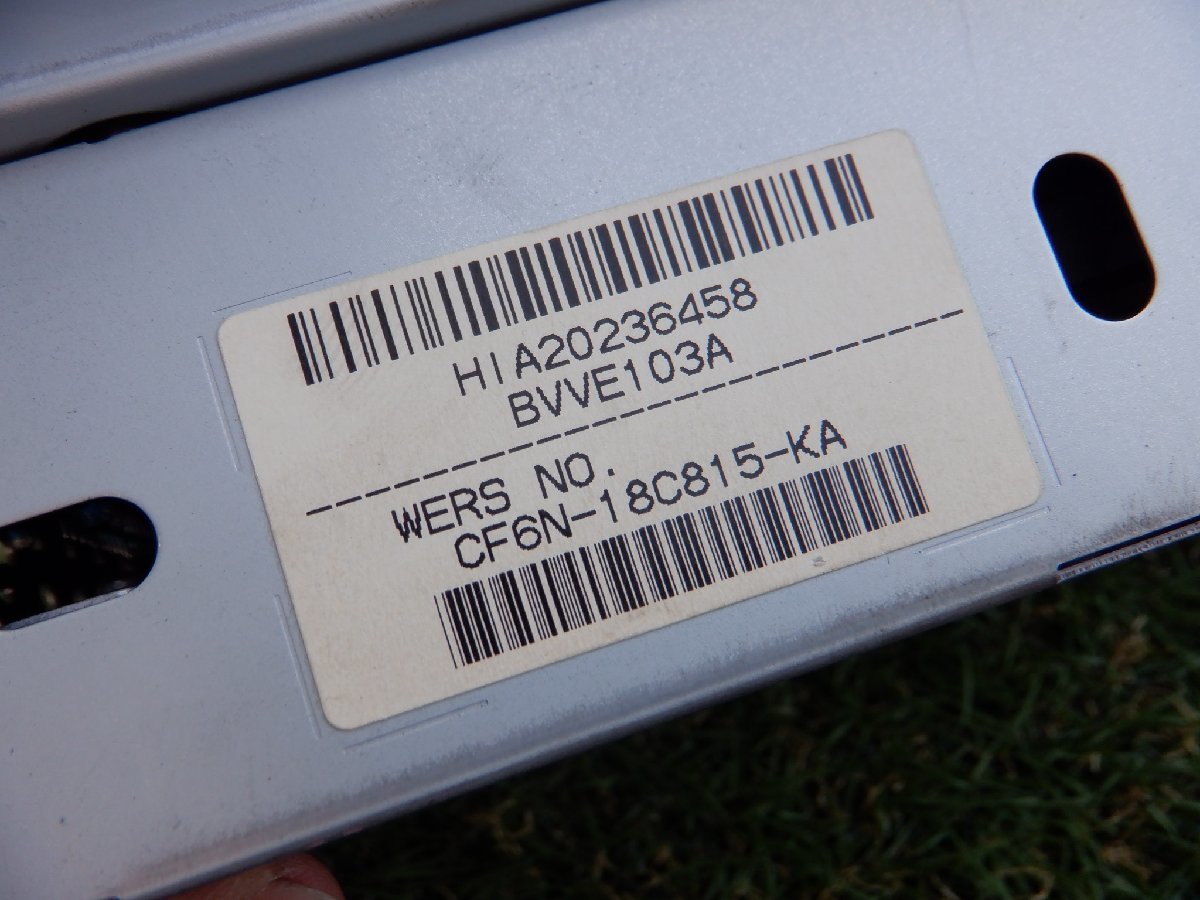 HIA20236458
BVVE103A
WERS NO.
CF6N-18C815-KA